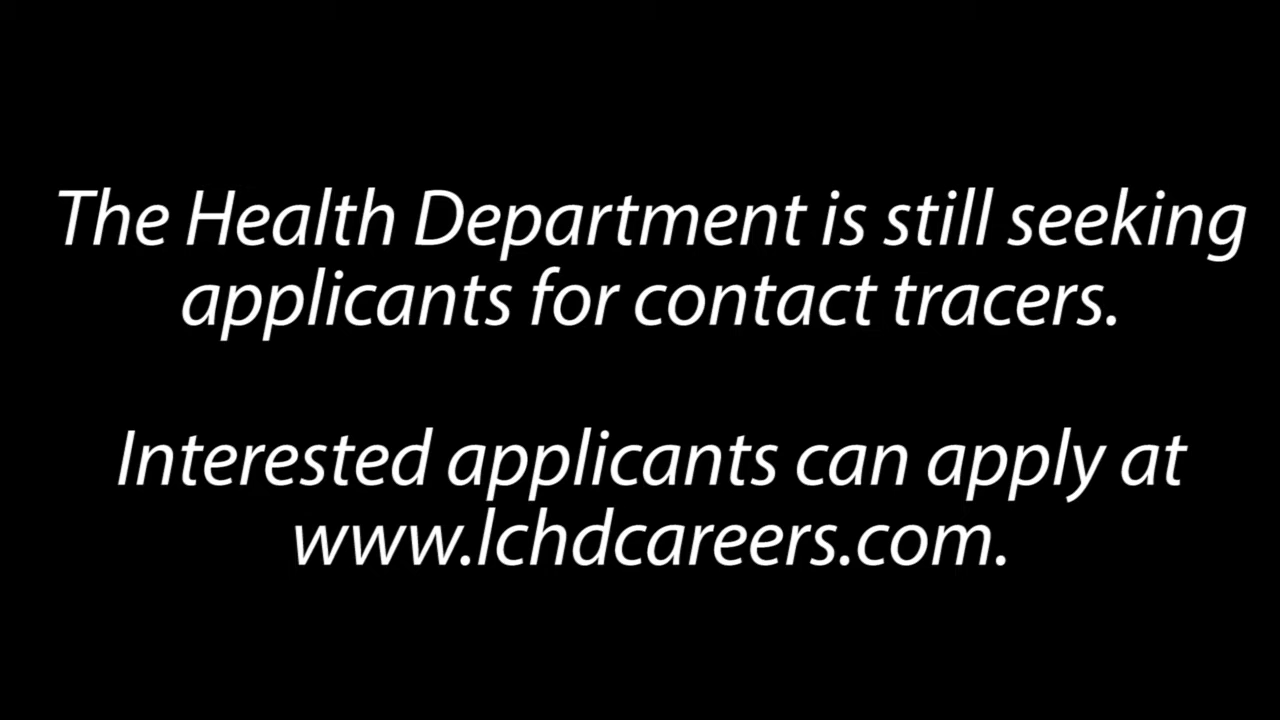 The Health Department is still seeking
applicants for contact tracers.
Interested applicants can apply at
www.lchdcareers.com.